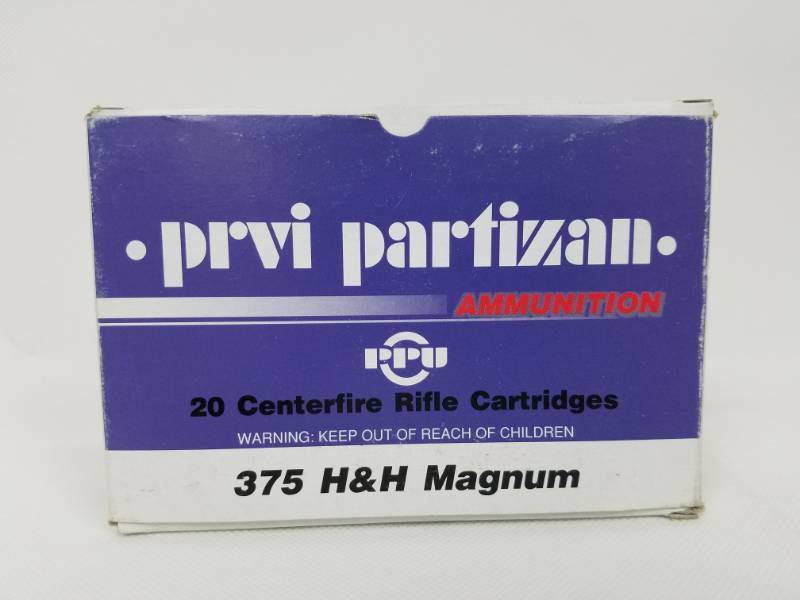 • prvi partizan •
AMMUNITION
PPU
20 Centerfire Rifle Cartridges
WARNING: KEEP OUT OF REACH OF CHILDREN
375 H&H Magnum